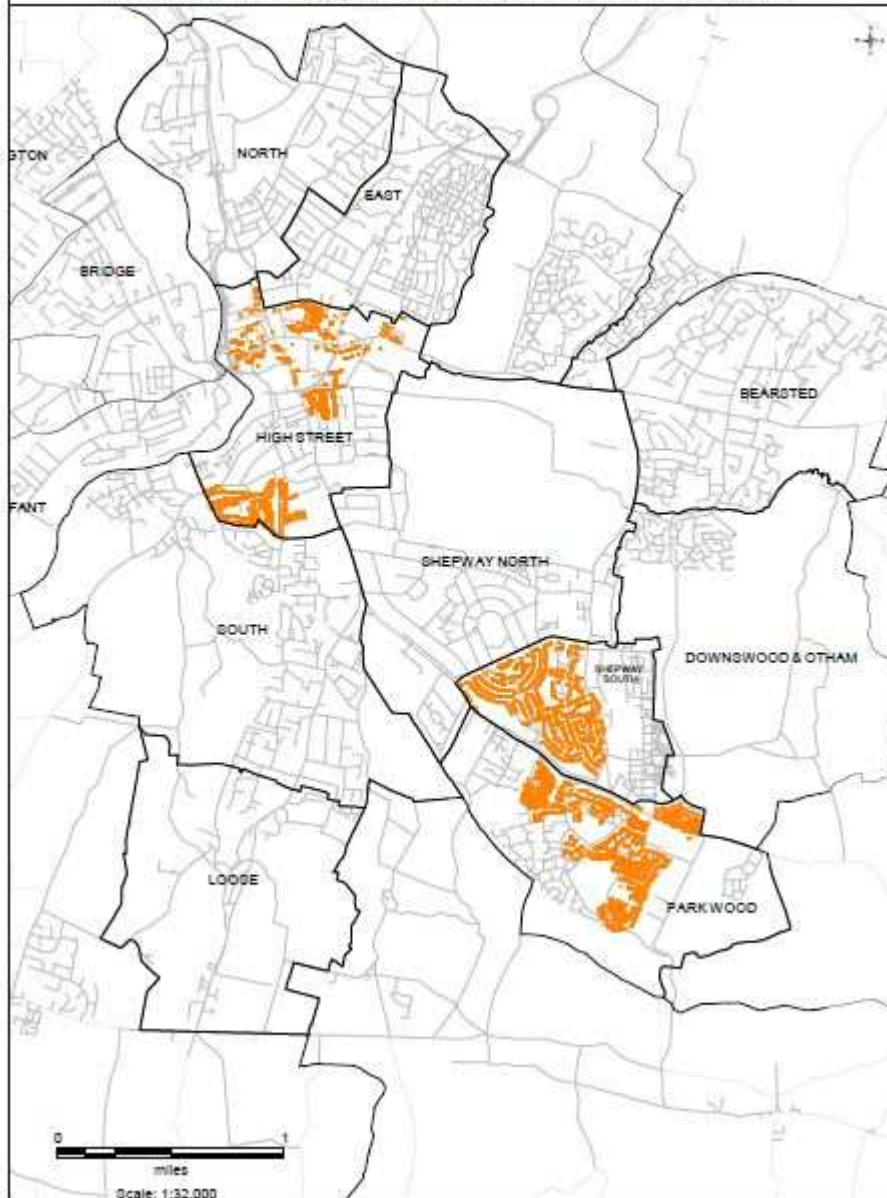 NORTH
GTON
EAST
BRIDGE
BEARSTED
HIGH STREET
FANT
SHEPWAY NORTH
SOUTH
SHEPWAY
SOUTH
DOWNSWOOD & OTHAM
LOOSE
PARKWOOD
0 1
miles
Scale: 1:32,000